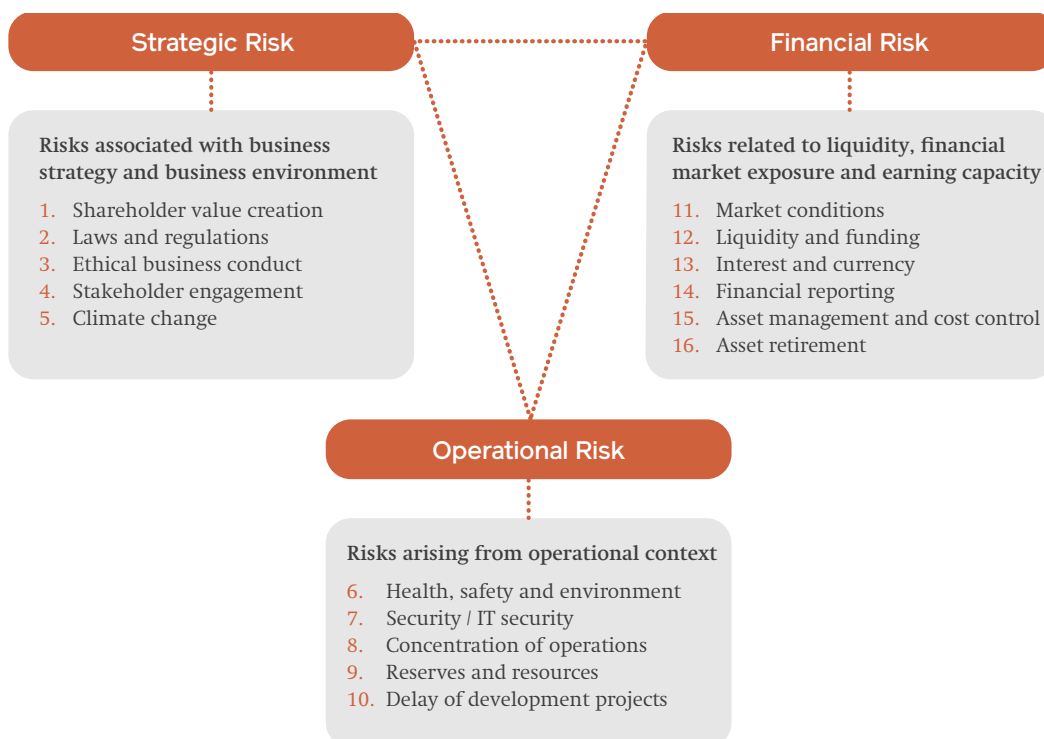 Strategic Risk
Risks associated with business
strategy and business environment
1. Shareholder value creation
2. Laws and regulations
3. Ethical business conduct
4. Stakeholder engagement
5. Climate change
Financial Risk
Risks related to liquidity, financial
market exposure and earning capacity
11. Market conditions
12. Liquidity and funding
13. Interest and currency
14. Financial reporting
15. Asset management and cost control
16. Asset retirement
Operational Risk
Risks arising from operational context
6. Health, safety and environment
7. Security / IT security
8. Concentration of operations
9. Reserves and resources
10. Delay of development projects